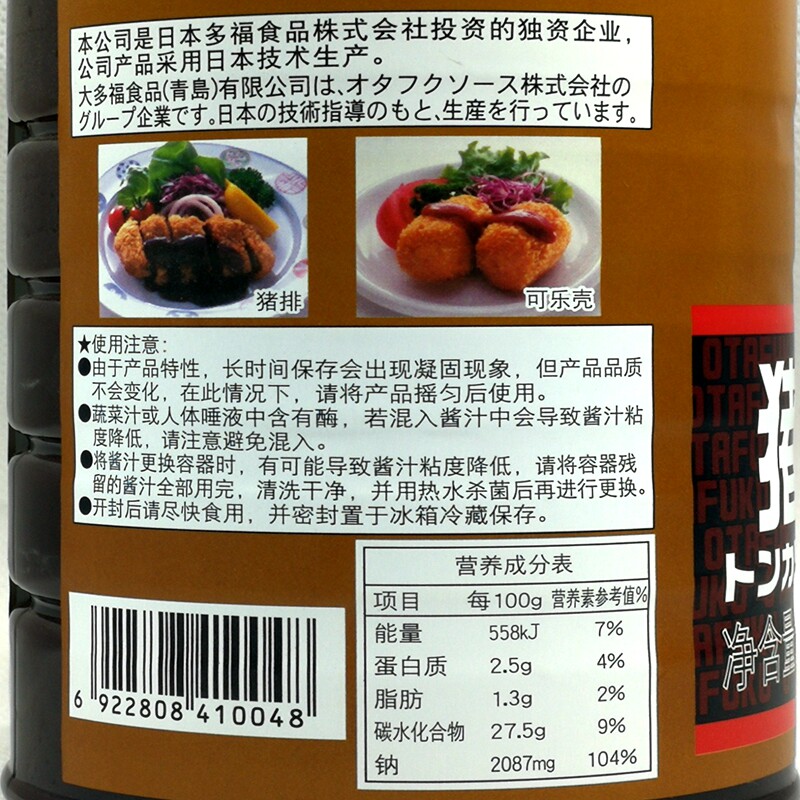 本公司是日本多福食品株式会社投资的独资企业，
公司产品采用日本技术生产。
大多福食品(青島)有限公司は、オタフクソース株式会社の
グループ企業です。日本の技術指導のもと、生産を行っています。
猪排
可乐壳
★使用注意：
●由于产品特性，长时间保存会出现凝固现象，但产品品质
不会变化，在此情况下，请将产品摇匀后使用。
●蔬菜汁或人体唾液中含有酶，若混入酱汁中会导致酱汁粘
度降低，请注意避免混入。
●将酱汁更换容器时，有可能导致酱汁粘度降低，请将容器残
留的酱汁全部用完，清洗干净，并用热水杀菌后再进行更换。
●开封后请尽快食用，并密封置于冰箱冷藏保存。
营养成分表
项目 每100g 营养素参考值%
能量 558kJ 7%
蛋白质 2.5g 4%
脂肪 1.3g 2%
碳水化合物 27.5g 9%
钠 2087mg 104%
6 922808 410048
猪
トンカ
净含量